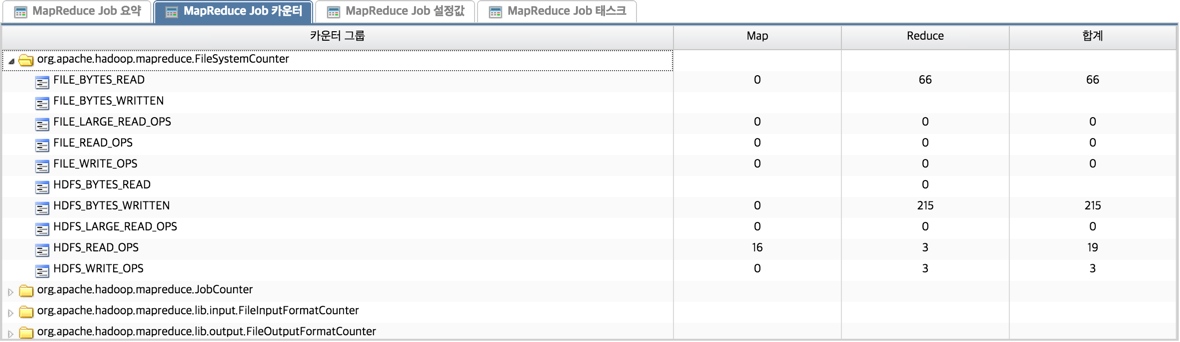 MapReduce Job 요약 MapReduce Job 카운터 MapReduce Job 설정값 MapReduce Job 태스크
카운터 그룹 Map Reduce 합계
org.apache.hadoop.mapreduce.FileSystemCounter
FILE_BYTES_READ 0 66 66
FILE_BYTES_WRITTEN
FILE_LARGE_READ_OPS 0 0 0
FILE_READ_OPS 0 0 0
FILE_WRITE_OPS 0 0 0
HDFS_BYTES_READ 0
HDFS_BYTES_WRITTEN 0 215 215
HDFS_LARGE_READ_OPS 0 0 0
HDFS_READ_OPS 16 3 19
HDFS_WRITE_OPS 0 3 3
org.apache.hadoop.mapreduce.JobCounter
org.apache.hadoop.mapreduce.lib.input.FileInputFormatCounter
org.apache.hadoop.mapreduce.lib.output.FileOutputFormatCounter